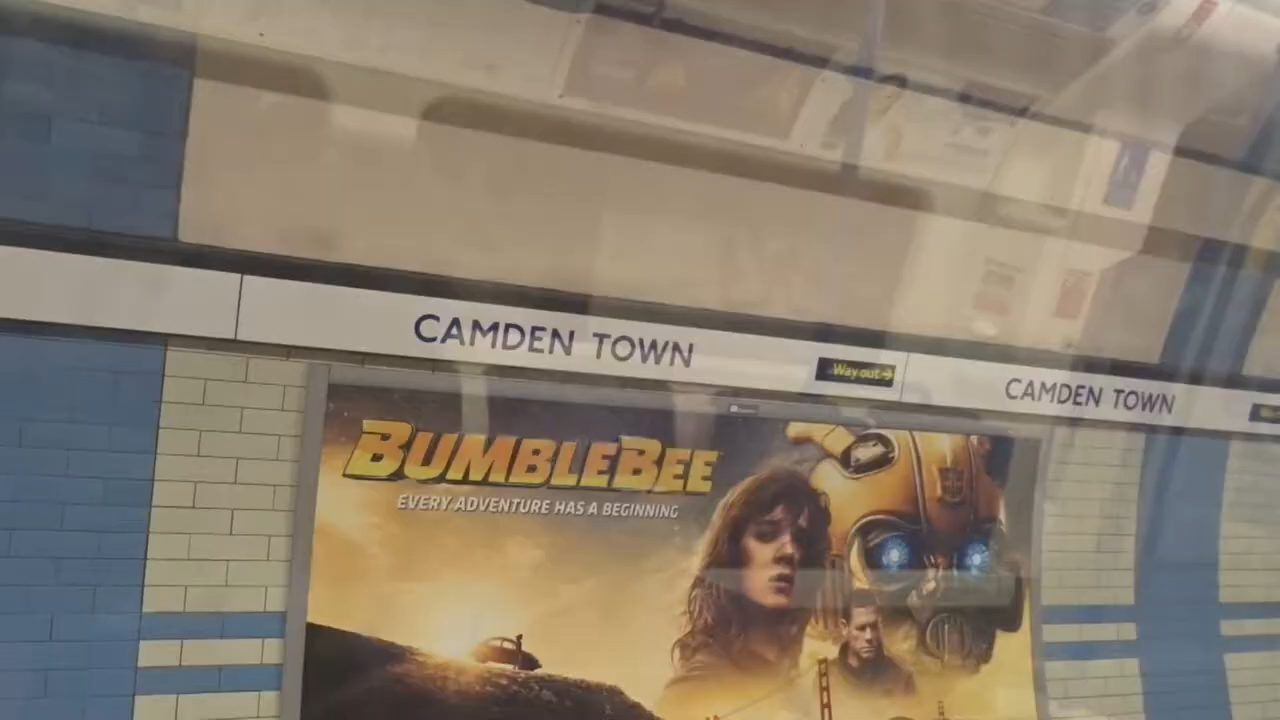 CAMDEN TOWN
Way out→
CAMDEN TOWN
BUMBLEBEE
EVERY ADVENTURE HAS A BEGINNING